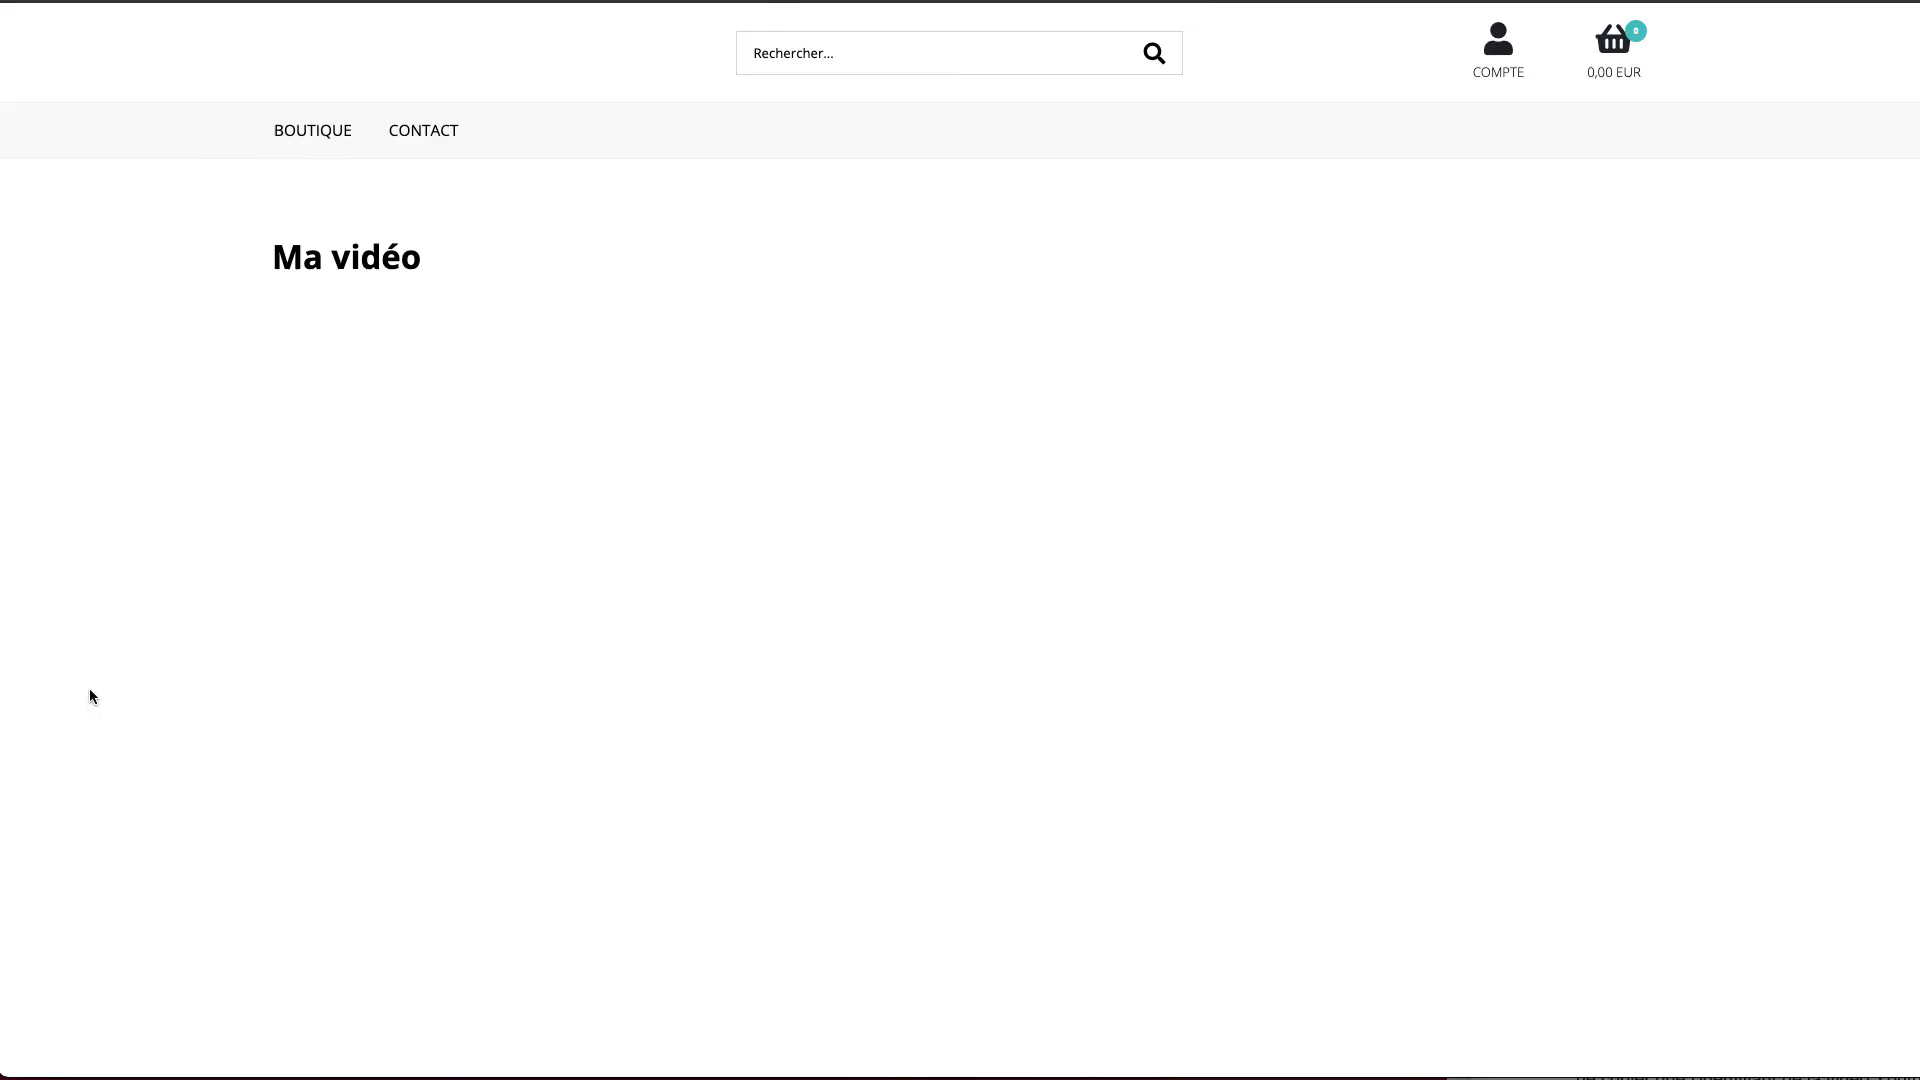 Rechercher...
0
COMPTE
0,00 EUR
BOUTIQUE
CONTACT
Ma vidéo